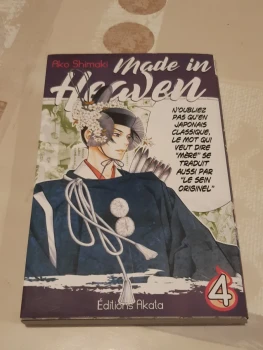 Ako Shimaki
Made in
Heaven
N'OUBLIEZ
PAS QU'EN
JAPONAIS
CLASSIQUE,
LE MOT QUI
VEUT DIRE
"MÈRE" SE
TRADUIT
AUSSI PAR
"LE SEIN
ORIGINEL"
4
Éditions Akata